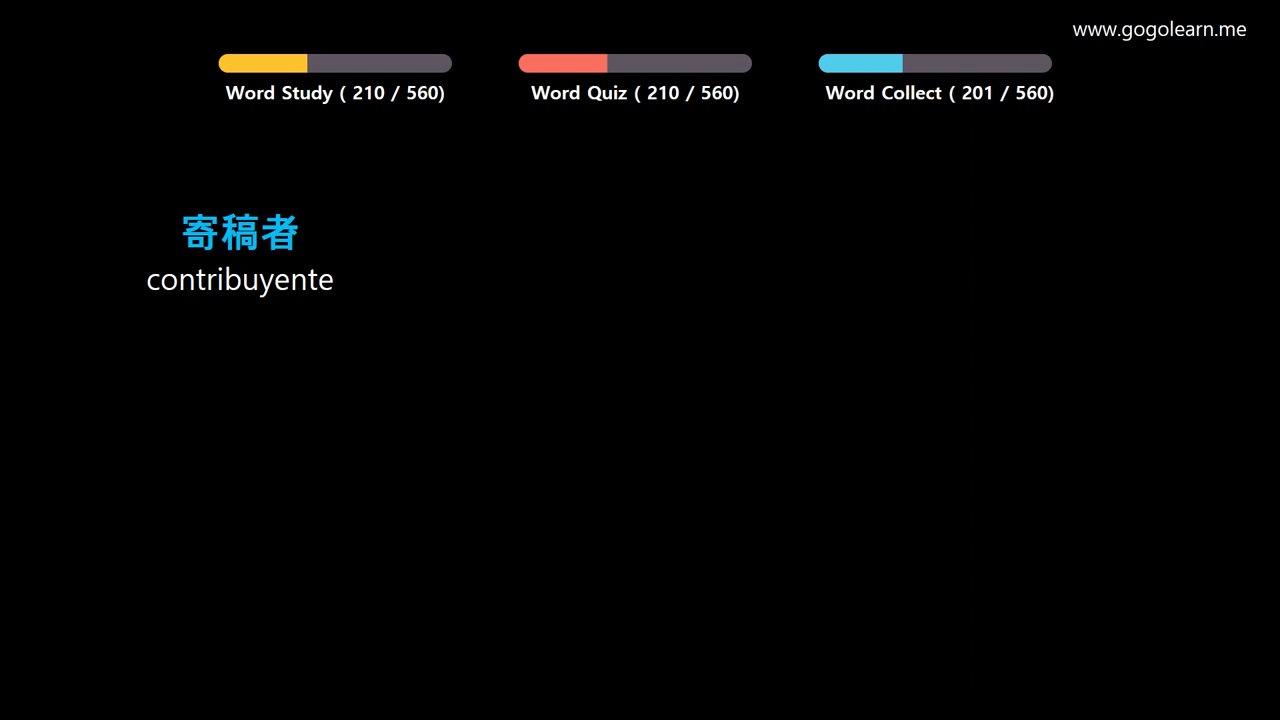 www.gogolearn.me
Word Study ( 210 / 560)
Word Quiz ( 210 / 560)
Word Collect ( 201 / 560)
寄稿者
contribuyente